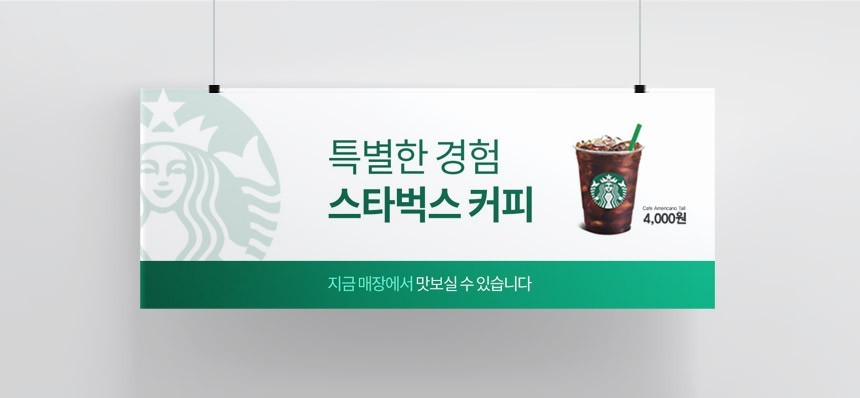 특별한 경험
스타벅스 커피
Cafe Americano Tall
4,000원
지금 매장에서 맛보실 수 있습니다